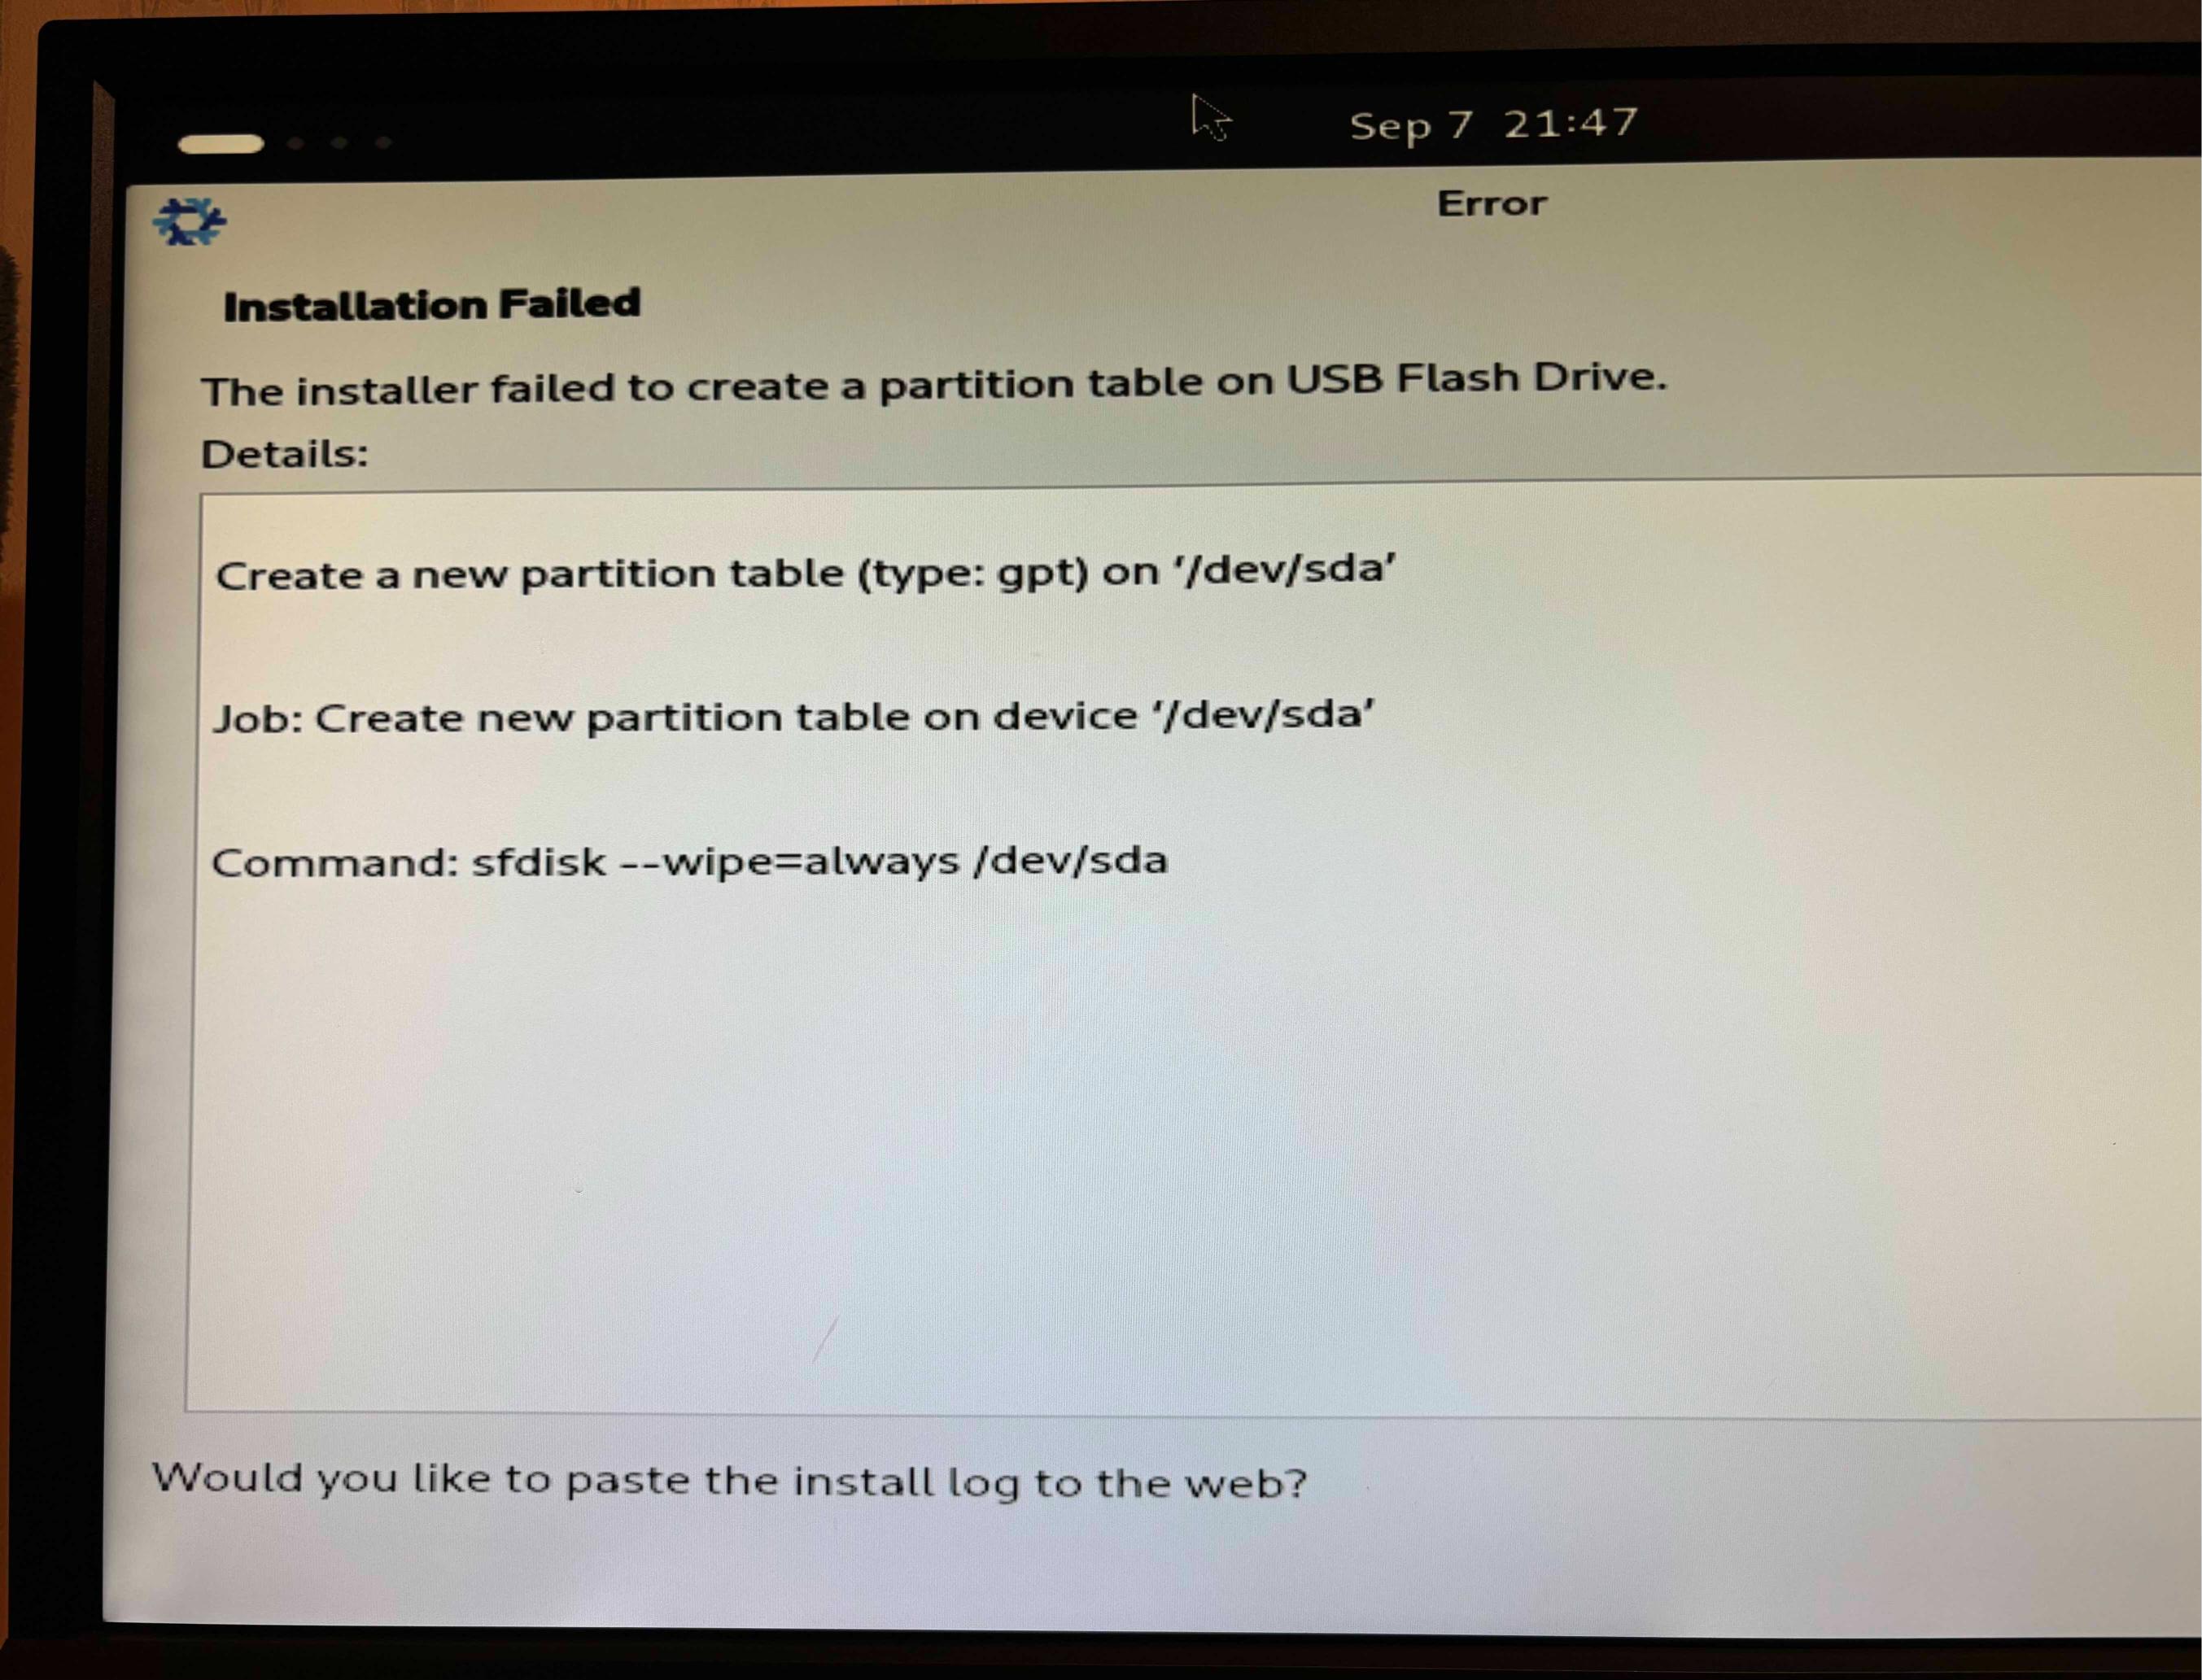 Sep 7 21:47
Error
Installation Failed
The installer failed to create a partition table on USB Flash Drive.
Details:
Create a new partition table (type: gpt) on ‘/dev/sda’
Job: Create new partition table on device ‘/dev/sda’
Command: sfdisk --wipe=always /dev/sda
Would you like to paste the install log to the web?